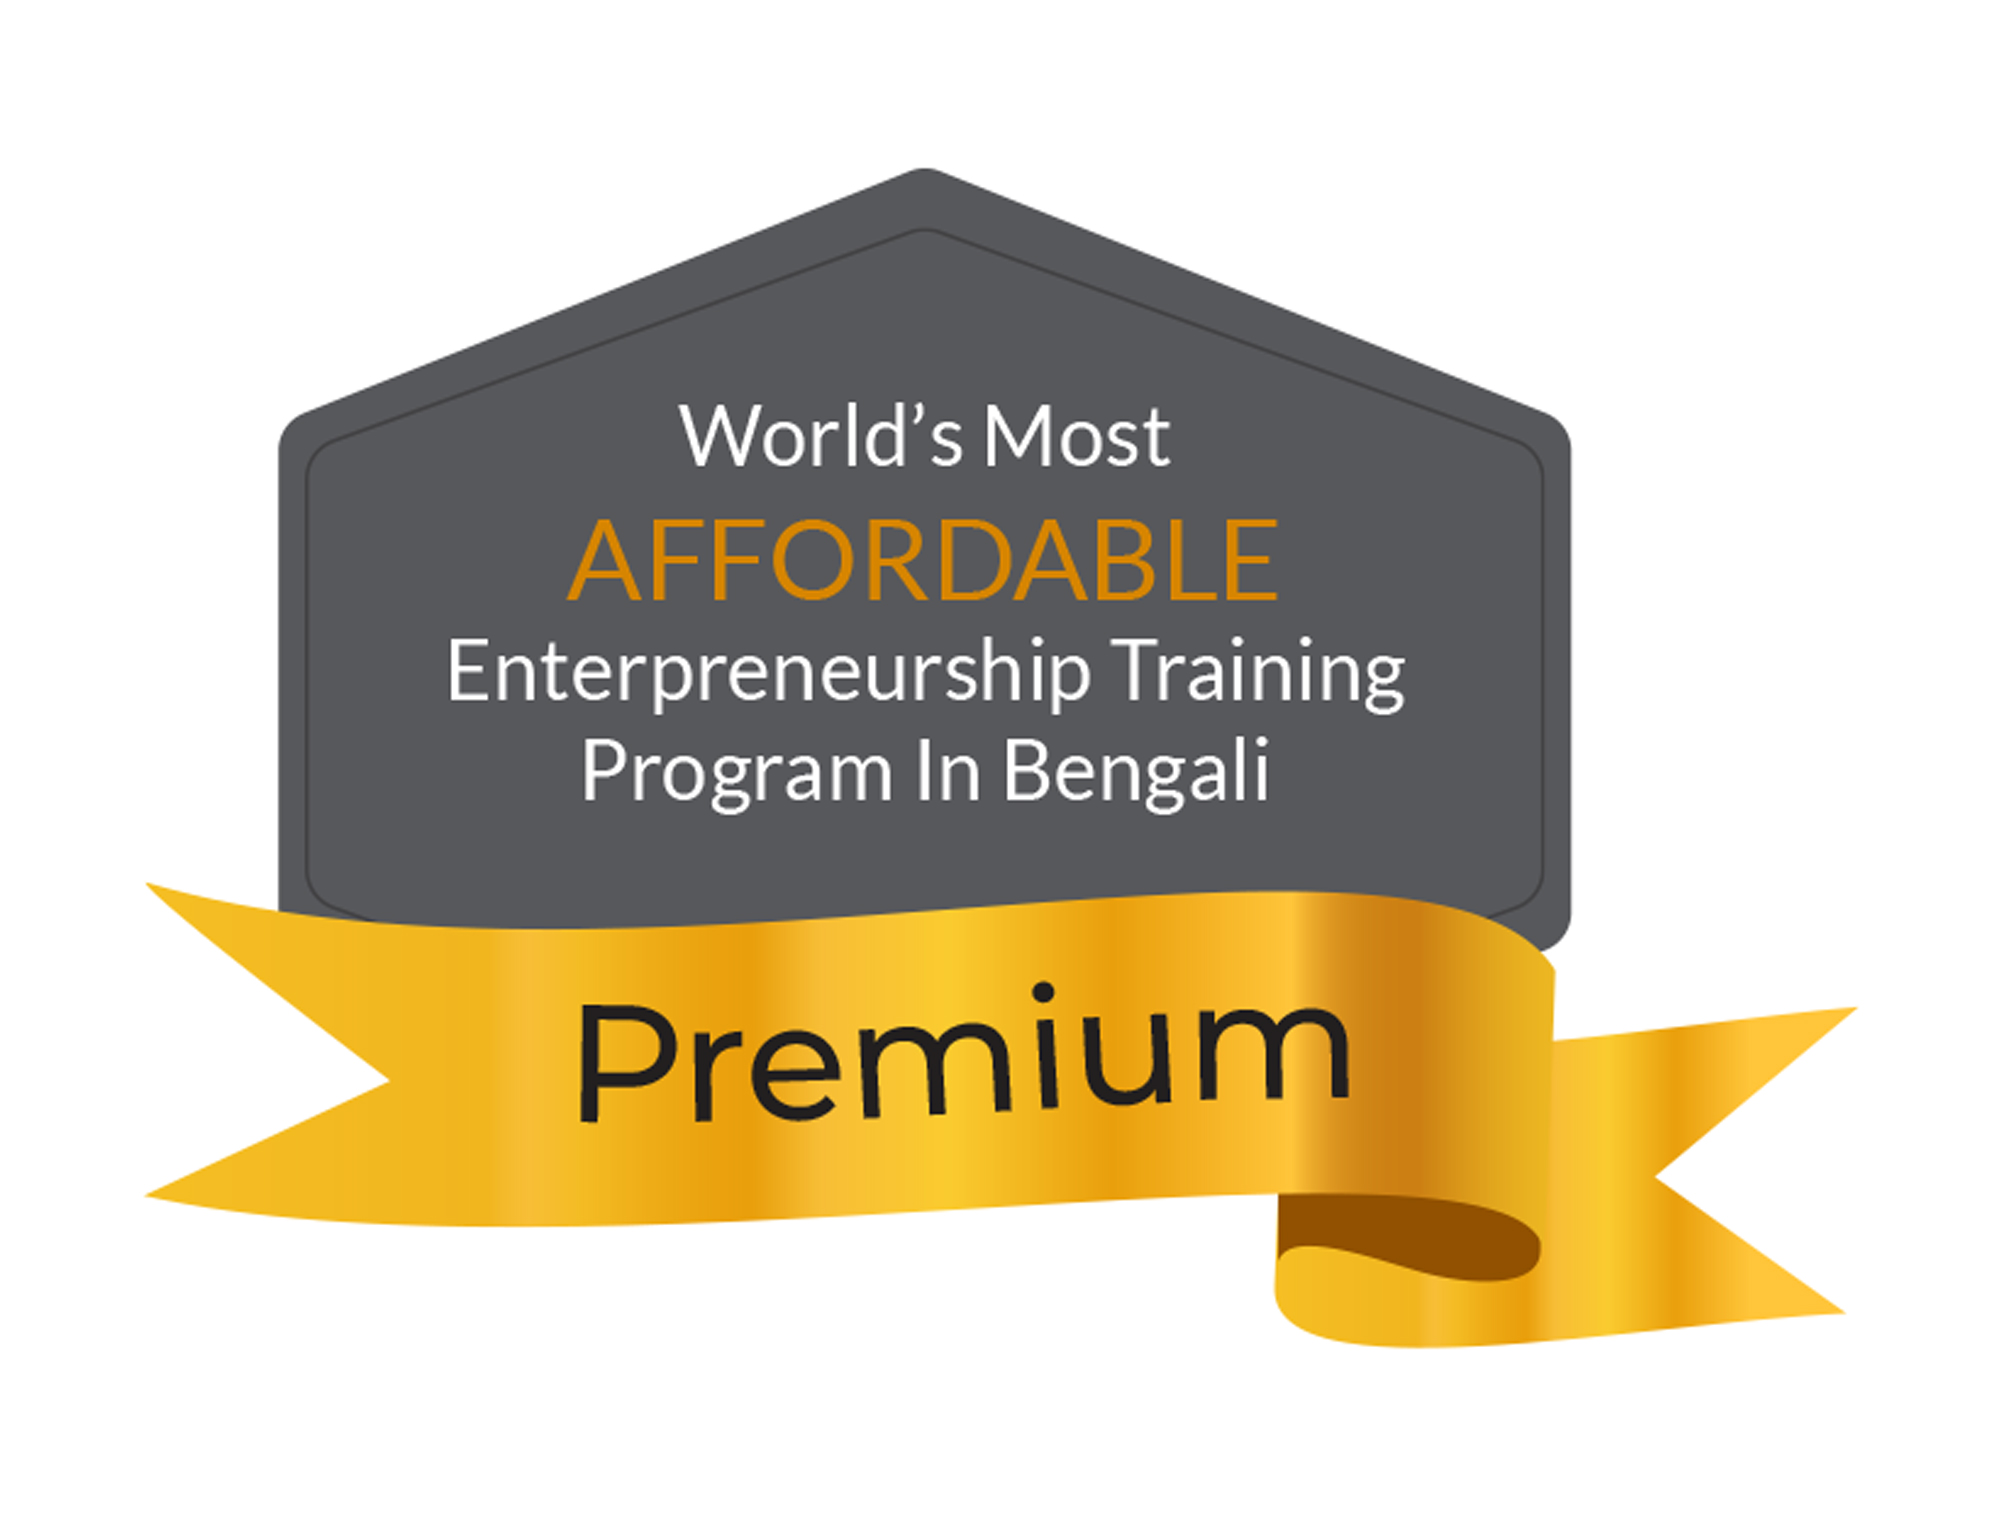 World’s Most
AFFORDABLE
Enterpreneurship Training
Program In Bengali
Premium